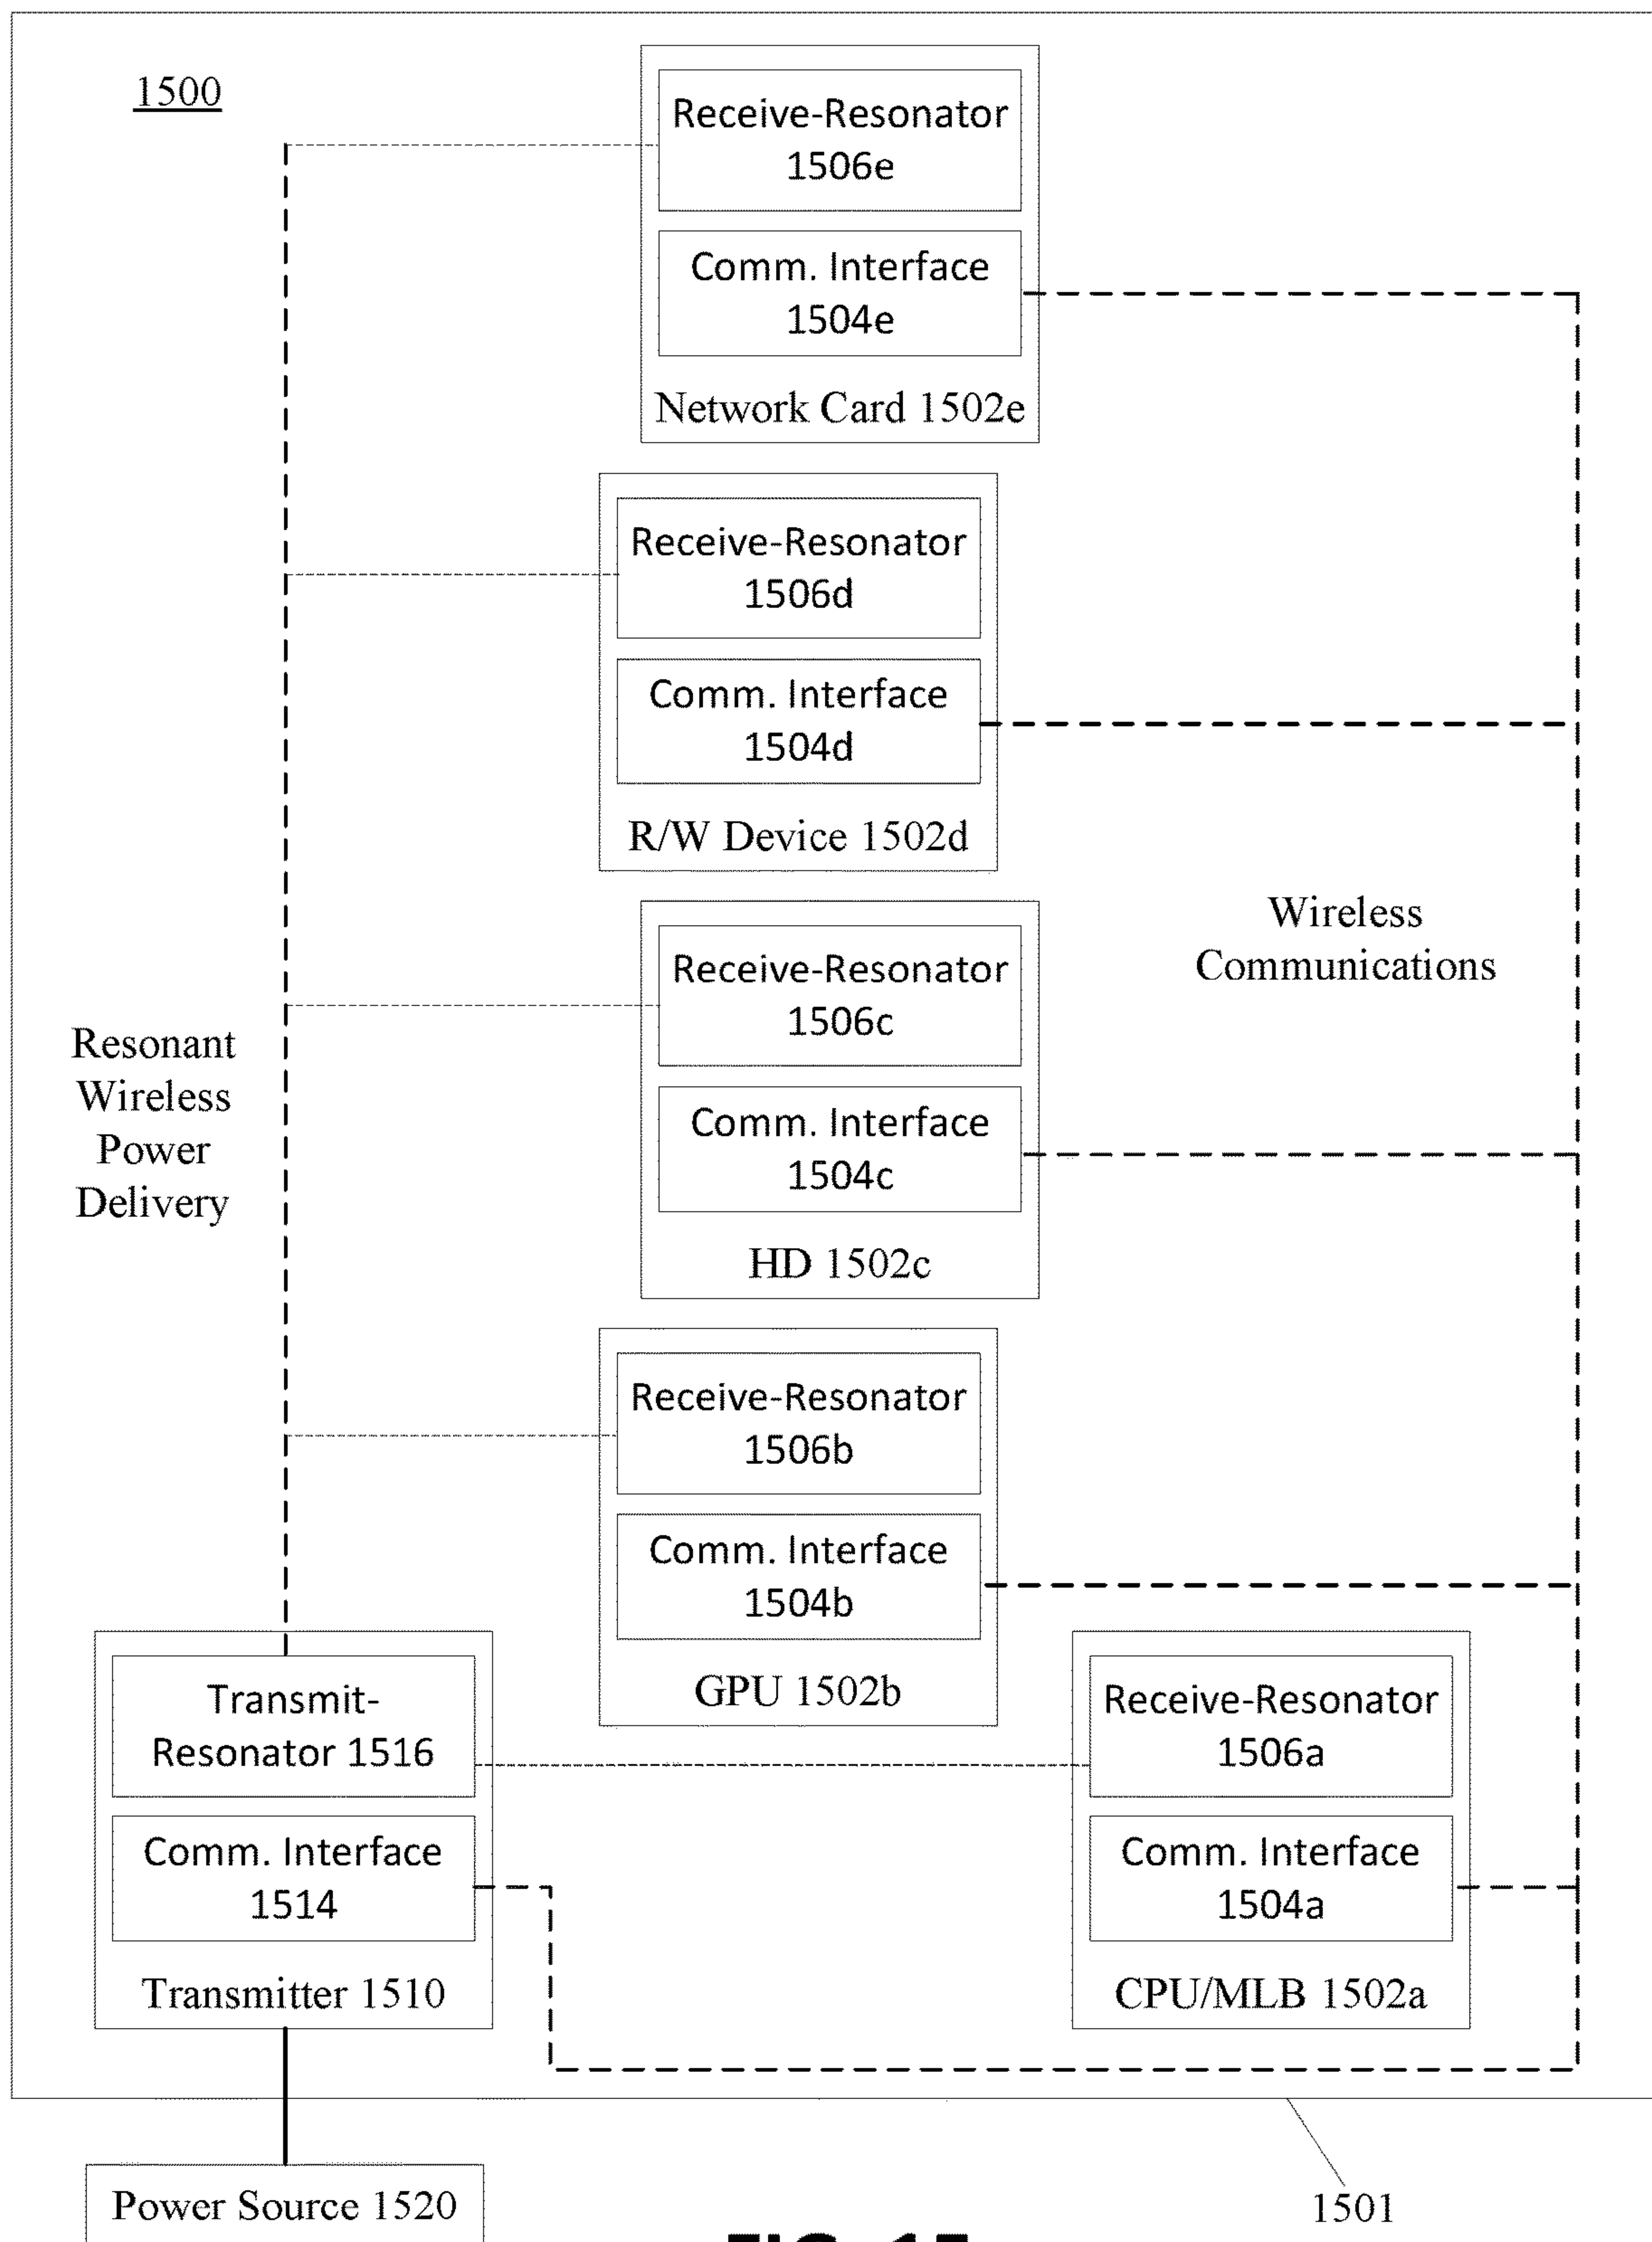 1500
Receive-Resonator
1506e
Comm. Interface
1504e
Network Card 1502e
Receive-Resonator
1506d
Comm. Interface
1504d
R/W Device 1502d
Wireless
Communications
Receive-Resonator
1506c
Comm. Interface
1504c
HD 1502c
Resonant
Wireless
Power
Delivery
Receive-Resonator
1506b
Comm. Interface
1504b
GPU 1502b
Transmit-
Resonator 1516
Comm. Interface
1514
Transmitter 1510
Receive-Resonator
1506a
Comm. Interface
1504a
CPU/MLB 1502a
Power Source 1520
1501